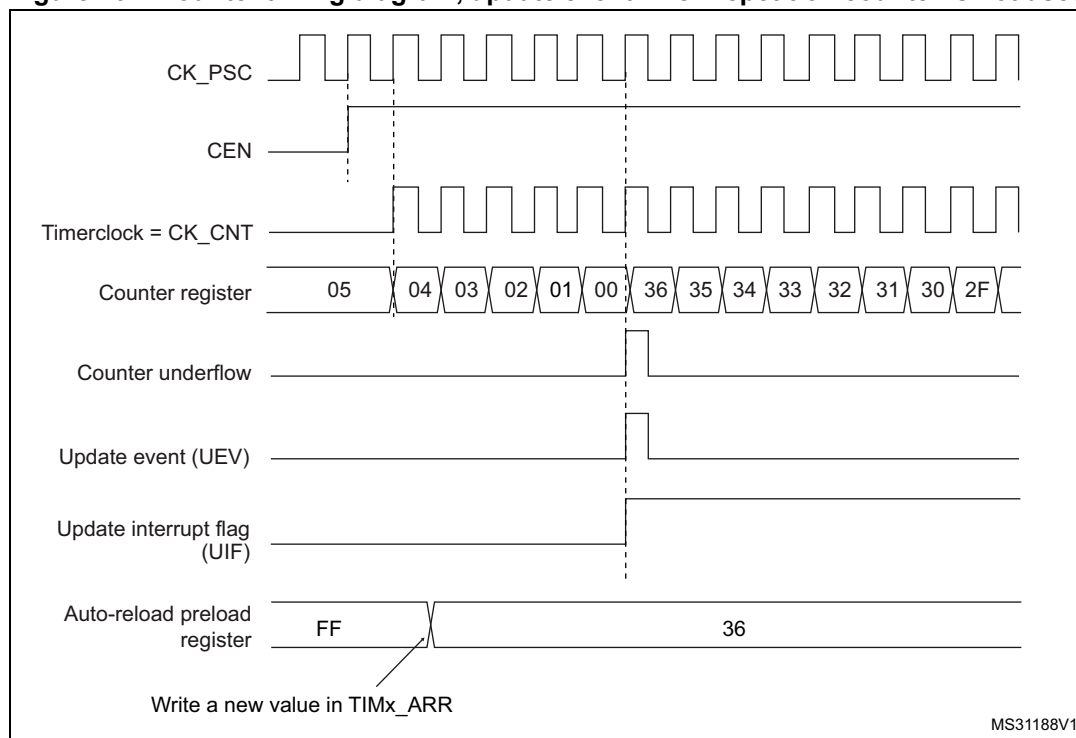 CK_PSC
CEN
Timerclock = CK_CNT
Counter register 05 04 03 02 01 00 36 35 34 33 32 31 30 2F
Counter underflow
Update event (UEV)
Update interrupt flag
(UIF)
Auto-reload preload
register
FF 36
Write a new value in TIMx_ARR
MS31188V1